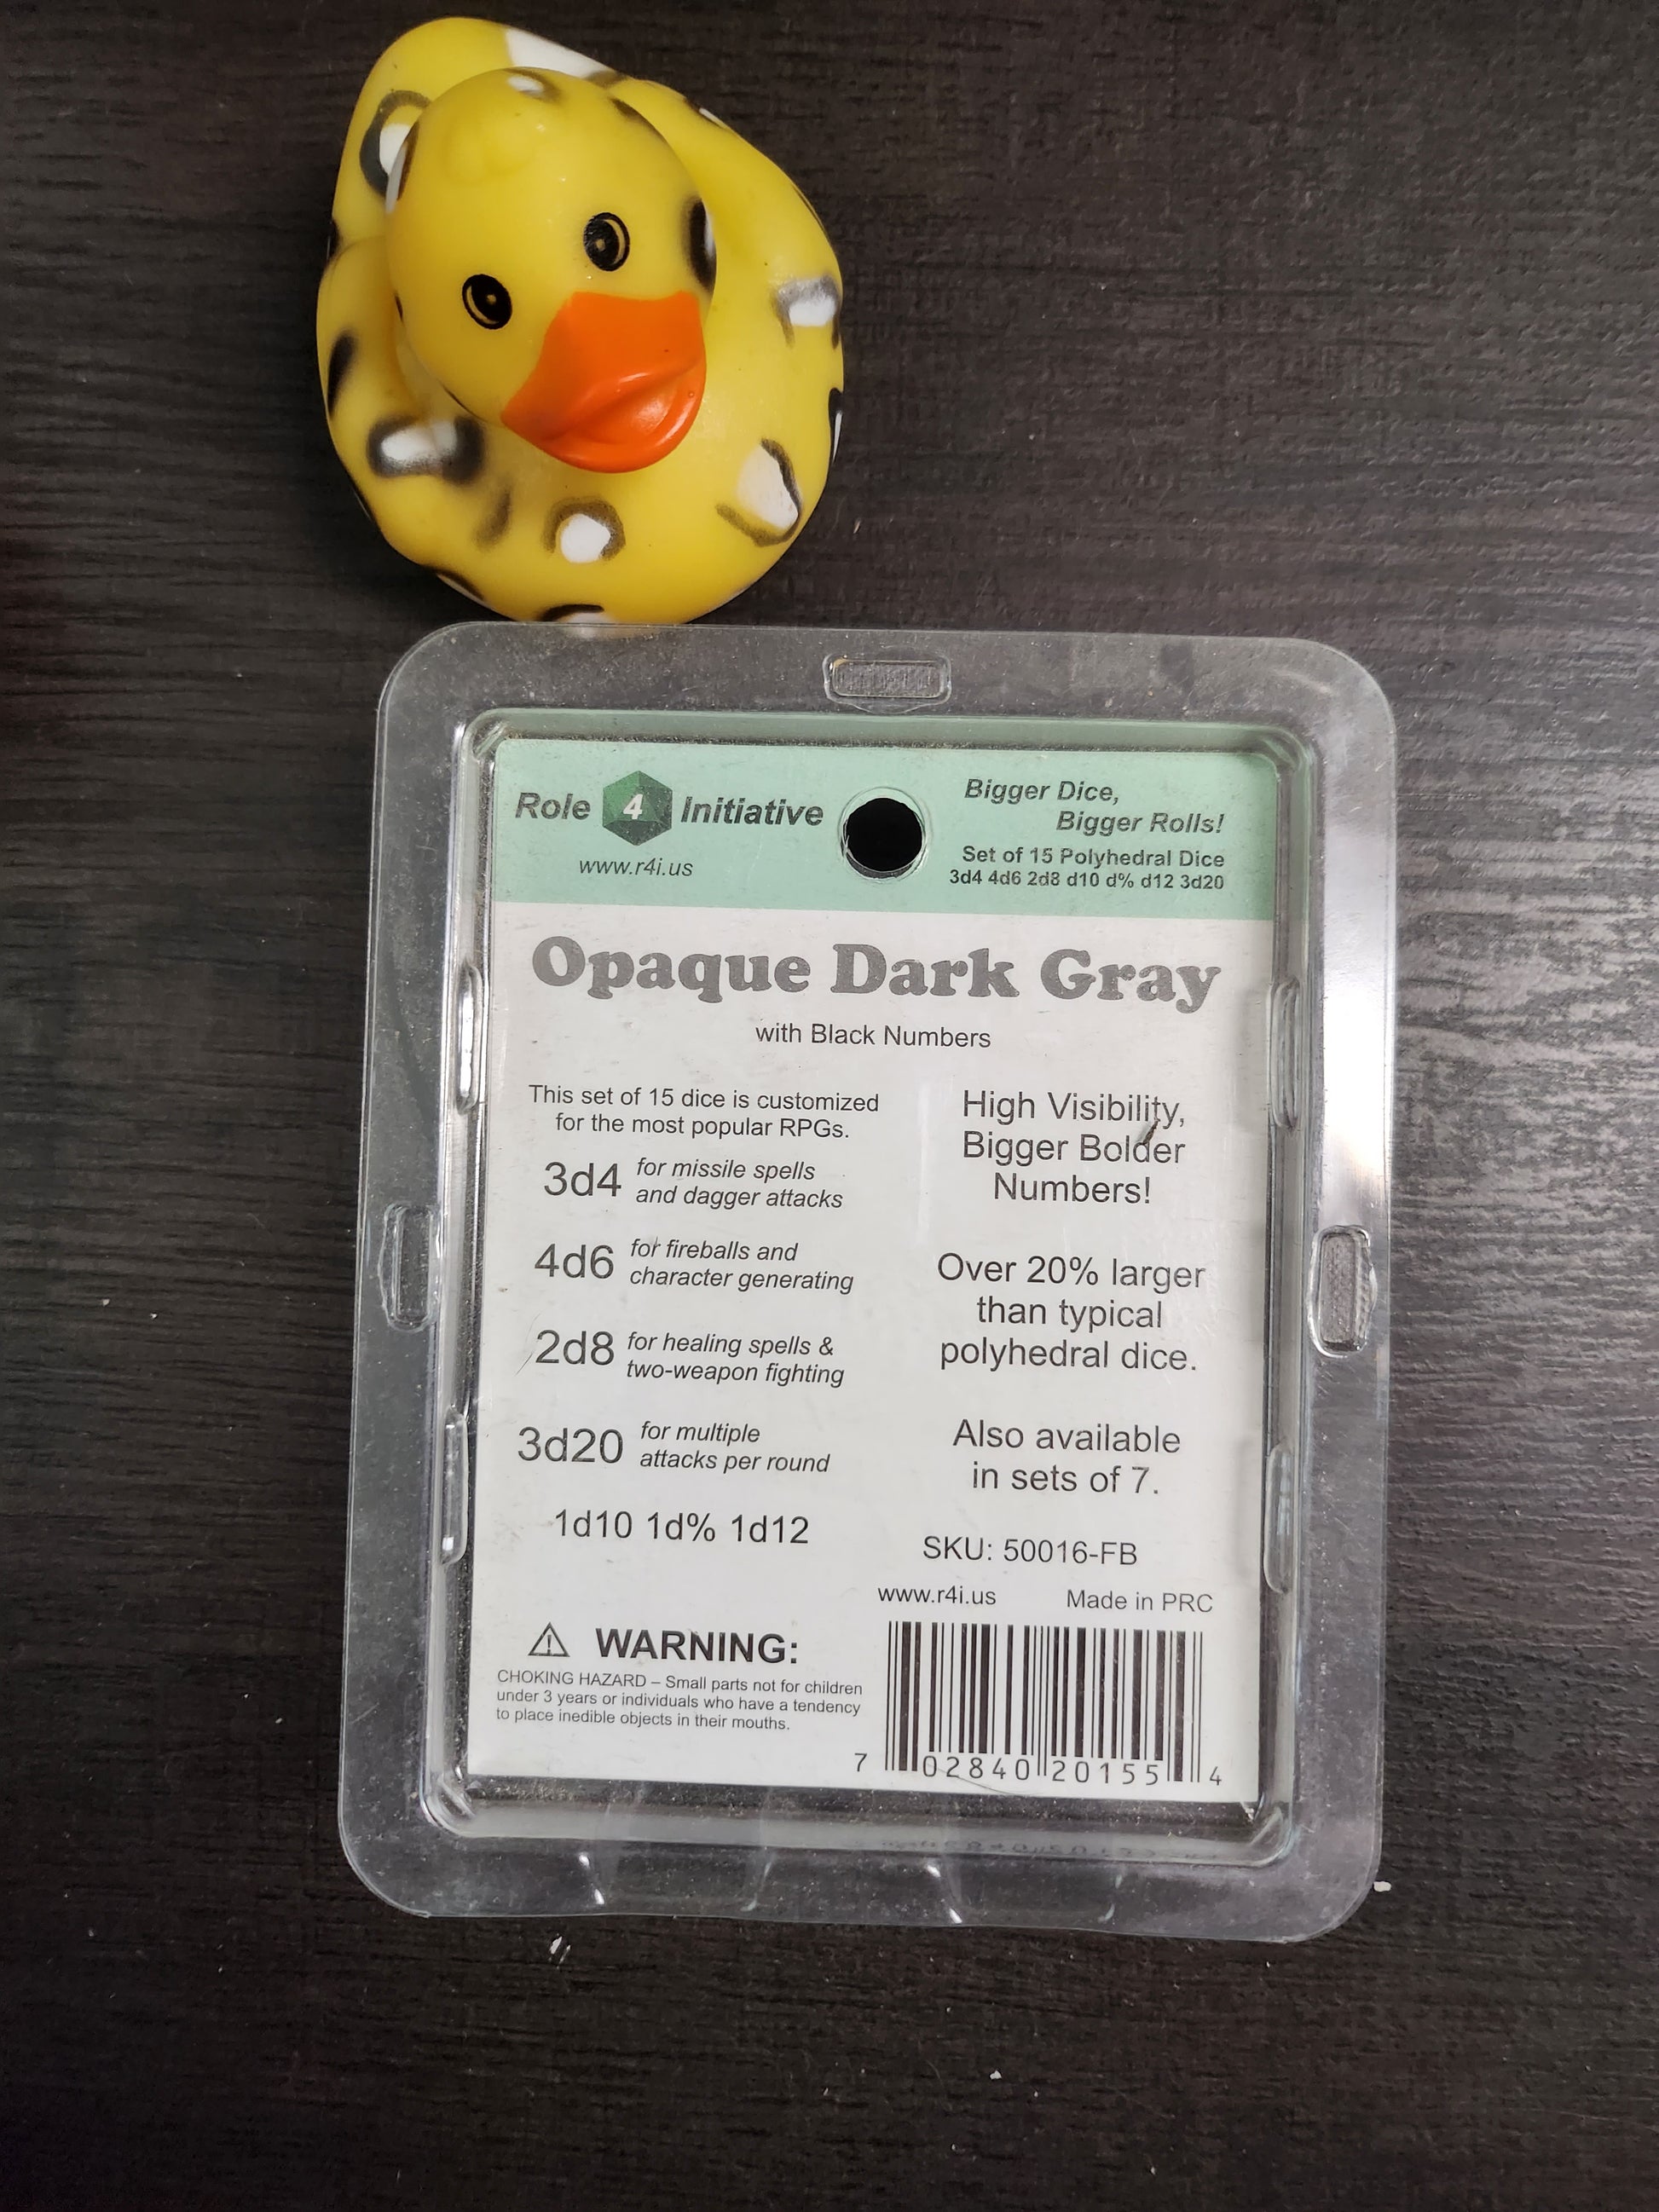 Role 4 Initiative
www.r4i.us
Bigger Dice,
Bigger Rolls!
Set of 15 Polyhedral Dice
3d4 4d6 2d8 d10 d% d12 3d20
Opaque Dark Gray
with Black Numbers
This set of 15 dice is customized
for the most popular RPGs.
3d4 for missile spells
and dagger attacks
4d6 for fireballs and
character generating
2d8 for healing spells &
two-weapon fighting
3d20 for multiple
attacks per round
1d10 1d% 1d12
High Visibility,
Bigger Bolder
Numbers!
Over 20% larger
than typical
polyhedral dice.
Also available
in sets of 7.
SKU: 50016-FB
www.r4i.us Made in PRC
WARNING:
CHOKING HAZARD – Small parts not for children
under 3 years or individuals who have a tendency
to place inedible objects in their mouths.
7 02840 20155 4